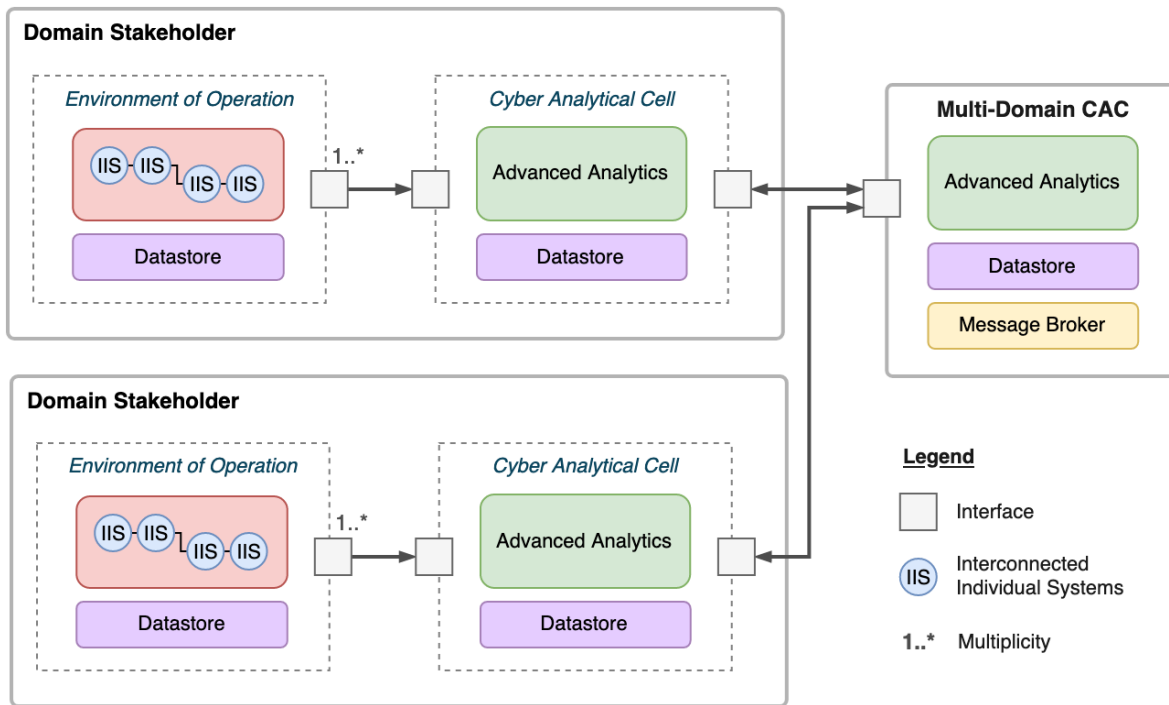 Domain Stakeholder
Environment of Operation
IIS
IIS
IIS
IIS
Datastore
1..*
Cyber Analytical Cell
Advanced Analytics
Datastore
Multi-Domain CAC
Advanced Analytics
Datastore
Message Broker
Domain Stakeholder
Environment of Operation
IIS
IIS
IIS
IIS
Datastore
1..*
Cyber Analytical Cell
Advanced Analytics
Datastore
Legend
Interface
IIS
Interconnected
Individual Systems
1..*
Multiplicity